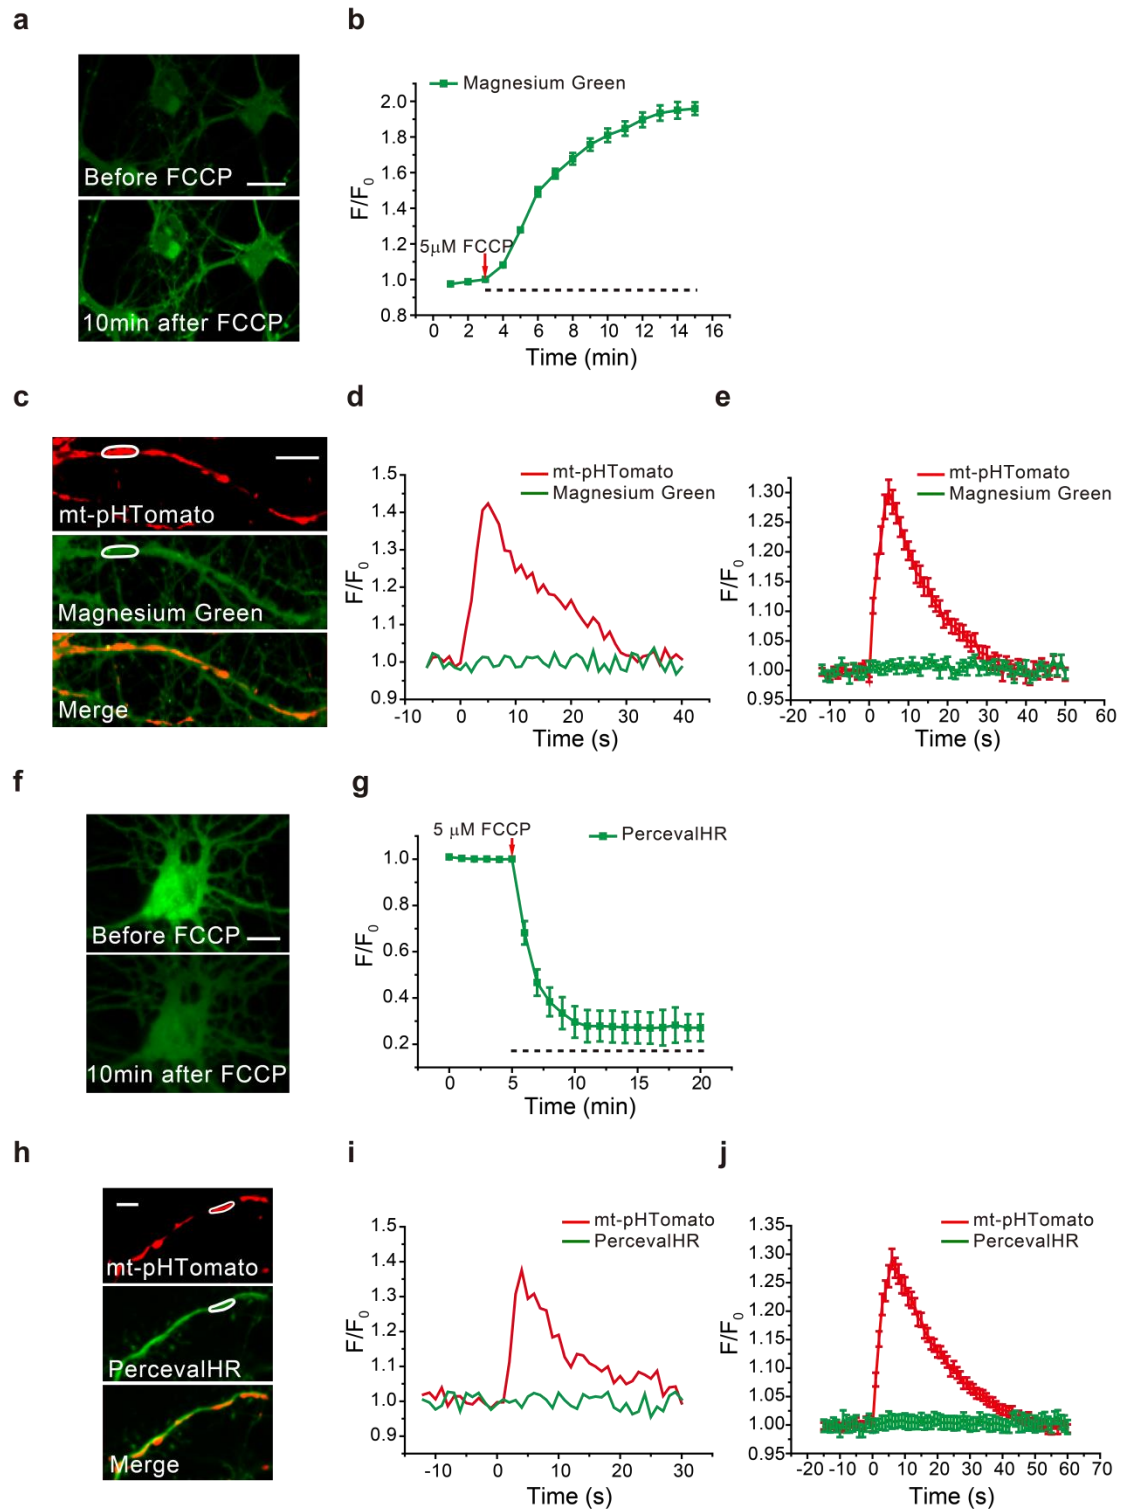 a
Before FCCP
10min after FCCP
b
Magnesium Green
2.0
1.8
1.6
1.4
1.2
1.0
0.8
F/F0
5μM FCCP
0 2 4 6 8 10 12 14 16
Time (min)
c
mt-pHTomato
Magnesium Green
Merge
d
mt-pHTomato
Magnesium Green
1.5
1.4
1.3
1.2
1.1
1.0
0.9
F/F0
-10 0 10 20 30 40
Time (s)
e
mt-pHTomato
Magnesium Green
1.30
1.25
1.20
1.15
1.10
1.05
1.00
0.95
F/F0
-20 -10 0 10 20 30 40 50 60
Time (s)
f
Before FCCP
10min after FCCP
g
5 μM FCCP
PercevalHR
1.0
0.8
0.6
0.4
0.2
F/F0
0 5 10 15 20
Time (min)
h
mt-pHTomato
PercevalHR
Merge
i
mt-pHTomato
PercevalHR
1.5
1.4
1.3
1.2
1.1
1.0
0.9
F/F0
-10 0 10 20 30
Time (s)
j
mt-pHTomato
PercevalHR
1.35
1.30
1.25
1.20
1.15
1.10
1.05
1.00
0.95
F/F0
-20 -10 0 10 20 30 40 50 60 70
Time (s)